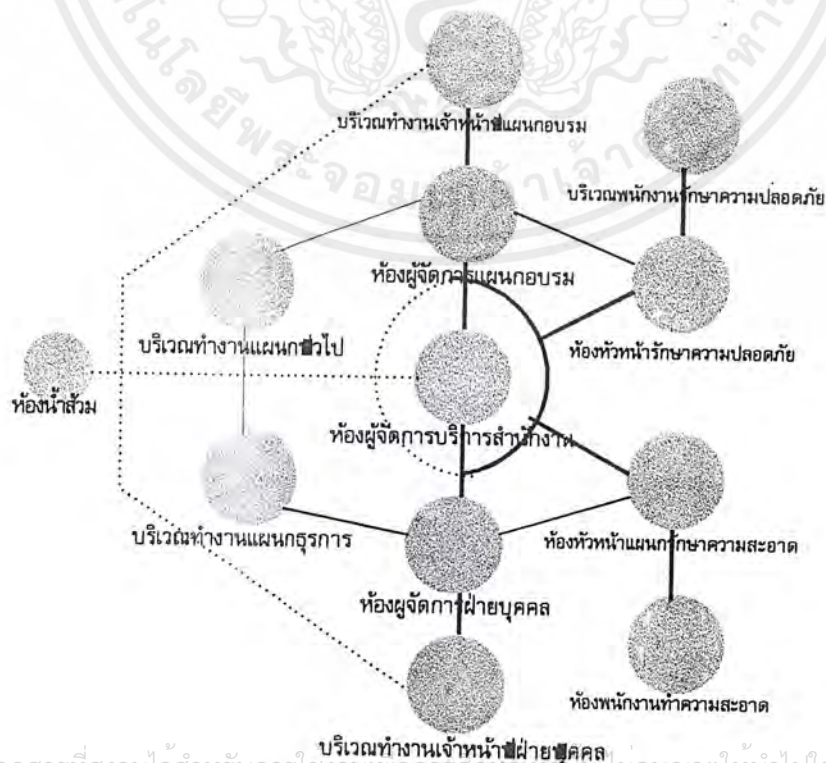 บริเวณทำงานเจ้าหน้าที่แผนกอบรม
บริเวณพนักงานรักษาความปลอดภัย
ห้องผู้จัดการแผนกอบรม
บริเวณทำงานแผนกทั่วไป
ห้องหัวหน้ารักษาความปลอดภัย
ห้องน้ำส้วม
ห้องผู้จัดการบริการสำนักงาน
บริเวณทำงานแผนกธุรการ
ห้องหัวหน้าแผนกรักษาความสะอาด
ห้องผู้จัดการฝ่ายบุคคล
ห้องพนักงานทำความสะอาด
บริเวณทำงานเจ้าหน้าที่ฝ่ายบุคคล